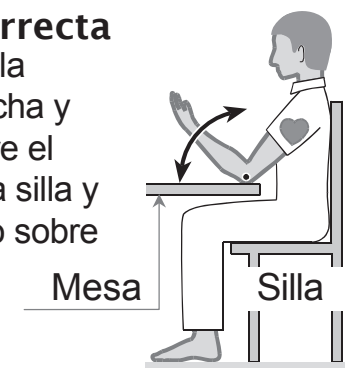 rrecta
la
cha y
e el
a silla y
o sobre
Mesa
Silla